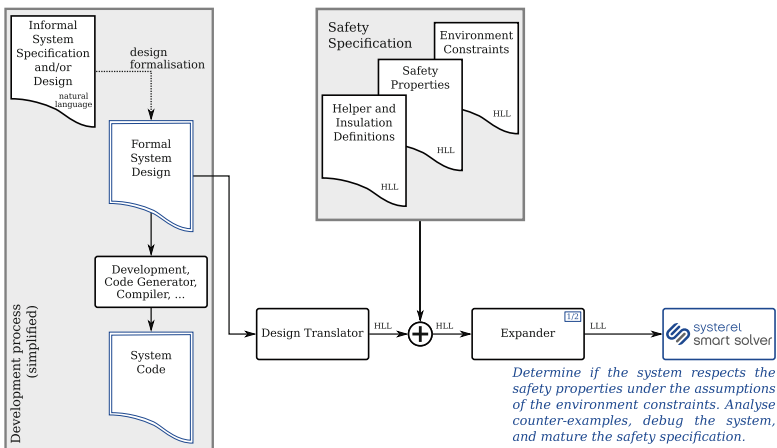 Informal
System
Specification
and/or
Design
natural
language
design
formalisation
Formal
System
Design
Development,
Code Generator,
Compiler, ...
System
Code
Development process
(simplified)
Safety
Specification
Environment
Constraints
HLL
Safety
Properties
HLL
Helper and
Insulation
Definitions
HLL
Design Translator
HLL
HLL
Expander
1/2
LLL
systerel
smart solver
Determine if the system respects the
safety properties under the assumptions
of the environment constraints. Analyse
counter-examples, debug the system,
and mature the safety specification.